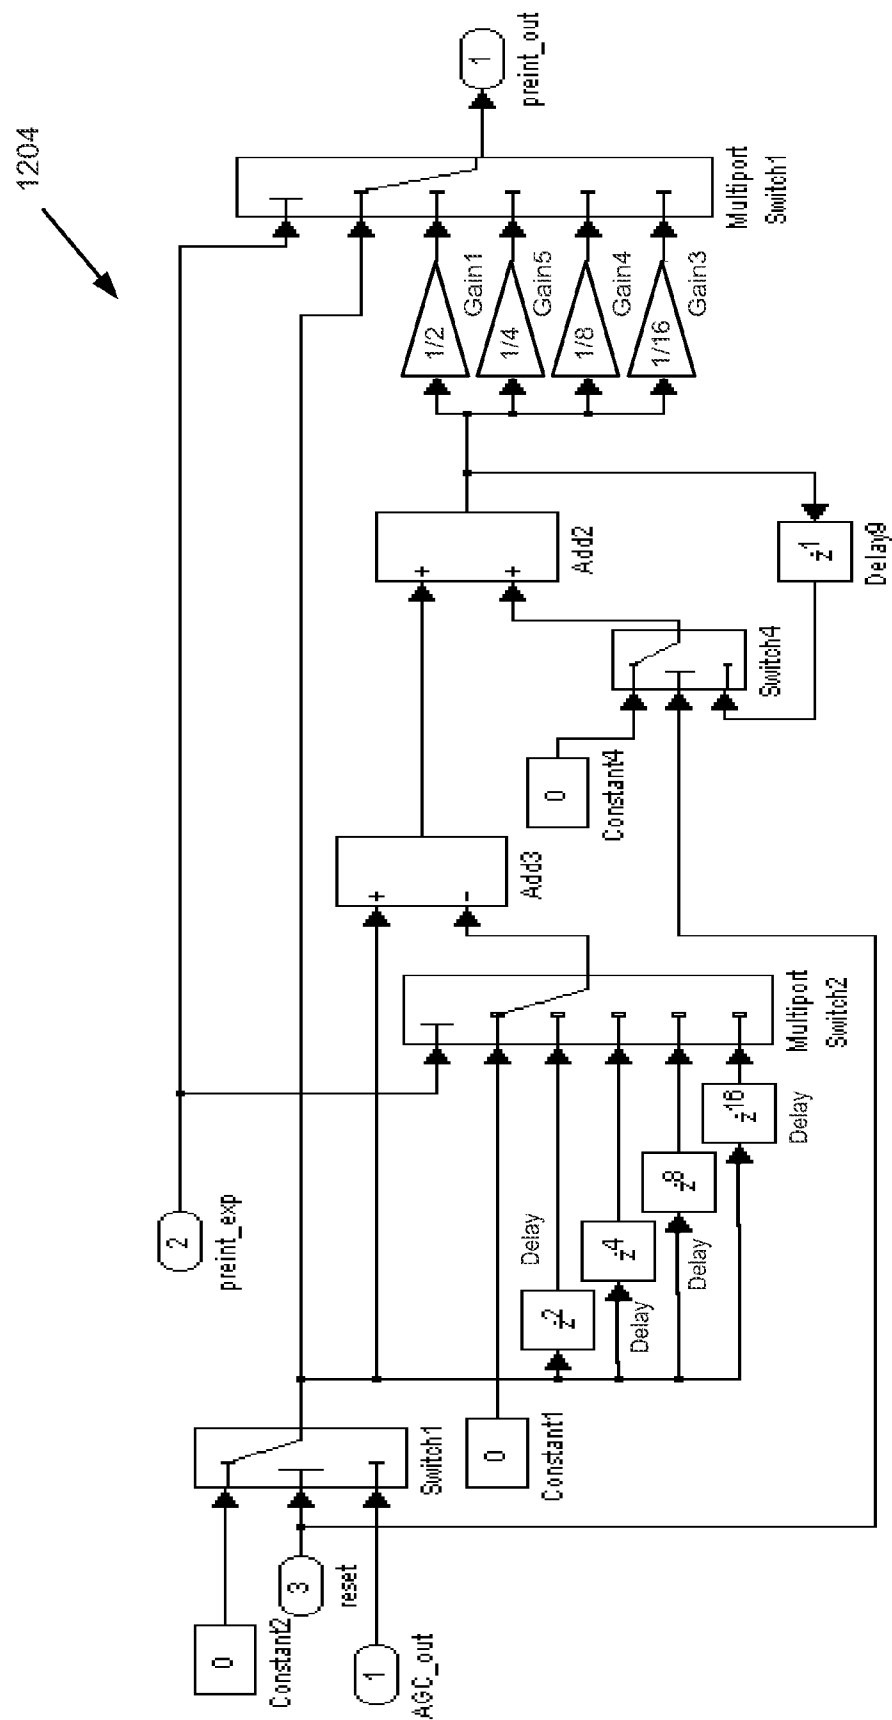 1204
1
preint_out
Multiport
Switch1
1/2
Gain1
1/4
Gain5
1/8
Gain4
1/16
Gain3
+
+
Add2
z-1
Delay9
Switch4
0
Constant4
+
-
Add3
Multiport
Switch2
2
preint_exp
z-2
Delay
z-4
Delay
z-8
Delay
z-16
Delay
Switch1
0
Constant1
0
Constant2
3
reset
1
AGC_out